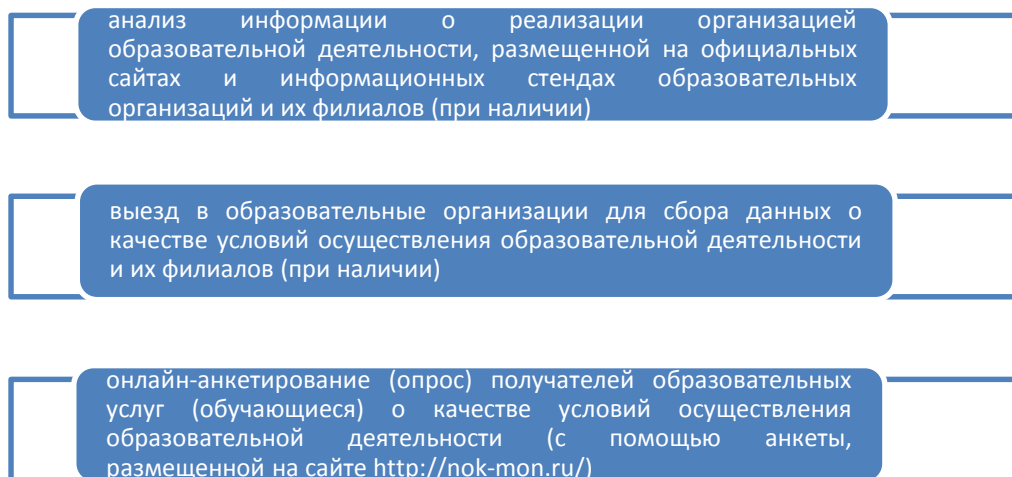 анализ информации о реализации организацией
образовательной деятельности, размещенной на официальных
сайтах и информационных стендах образовательных
организаций и их филиалов (при наличии)
выезд в образовательные организации для сбора данных о
качестве условий осуществления образовательной деятельности
и их филиалов (при наличии)
онлайн-анкетирование (опрос) получателей образовательных
услуг (обучающиеся) о качестве условий осуществления
образовательной деятельности (с помощью анкеты,
размещенной на сайте http://nok-mon.ru/)